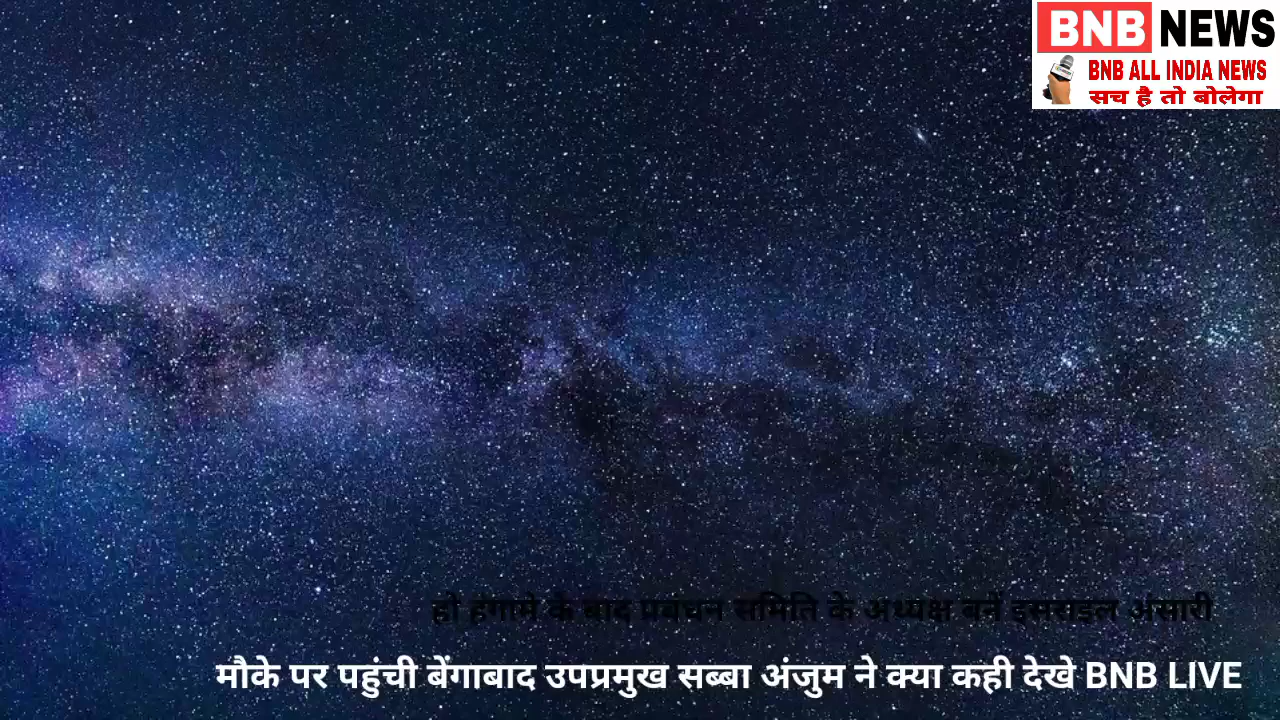 BNB NEWS
BNB ALL INDIA NEWS
सच है तो बोलेगा
हो हंगामे के बाद प्रबंधन समिति के अध्यक्ष बनें इसराइल अंसारी
मौके पर पहुंची बेंगाबाद उपप्रमुख सब्बा अंजुम ने क्या कही देखे BNB LIVE